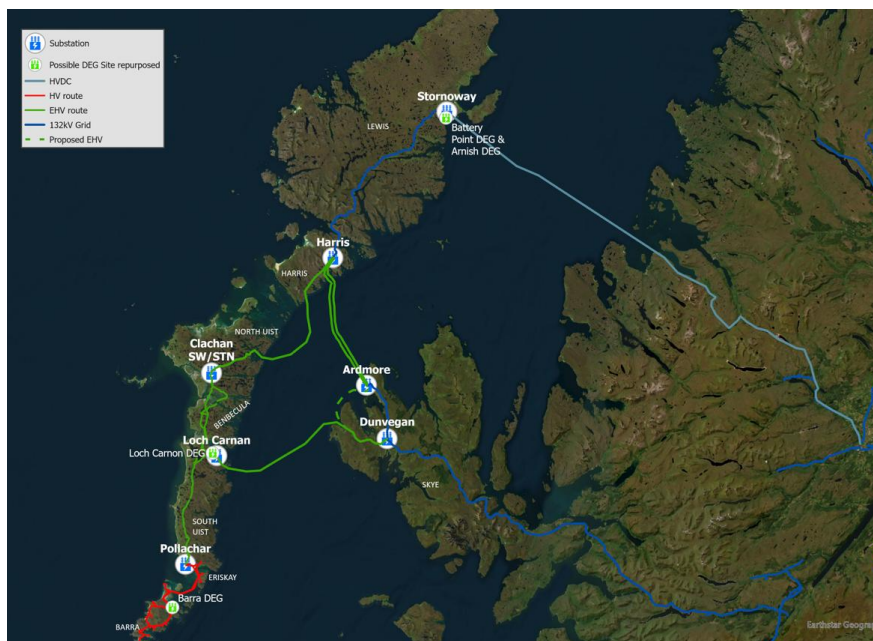 Substation
Possible DEG Site repurposed
HVDC
HV route
EHV route
132kV Grid
Proposed EHV
Stornoway
LEWIS
Battery
Point DEG &
Arnish DEG
Harris
HARRIS
NORTH UIST
Clachan
SW/STN
Ardmore
BENBECULA
Dunvegan
Loch Carnan
Loch Carnon DEG
SKYE
SOUTH
UIST
Pollachar
ERISKAY
Barra DEG
BARRA
Earthstar Geograp